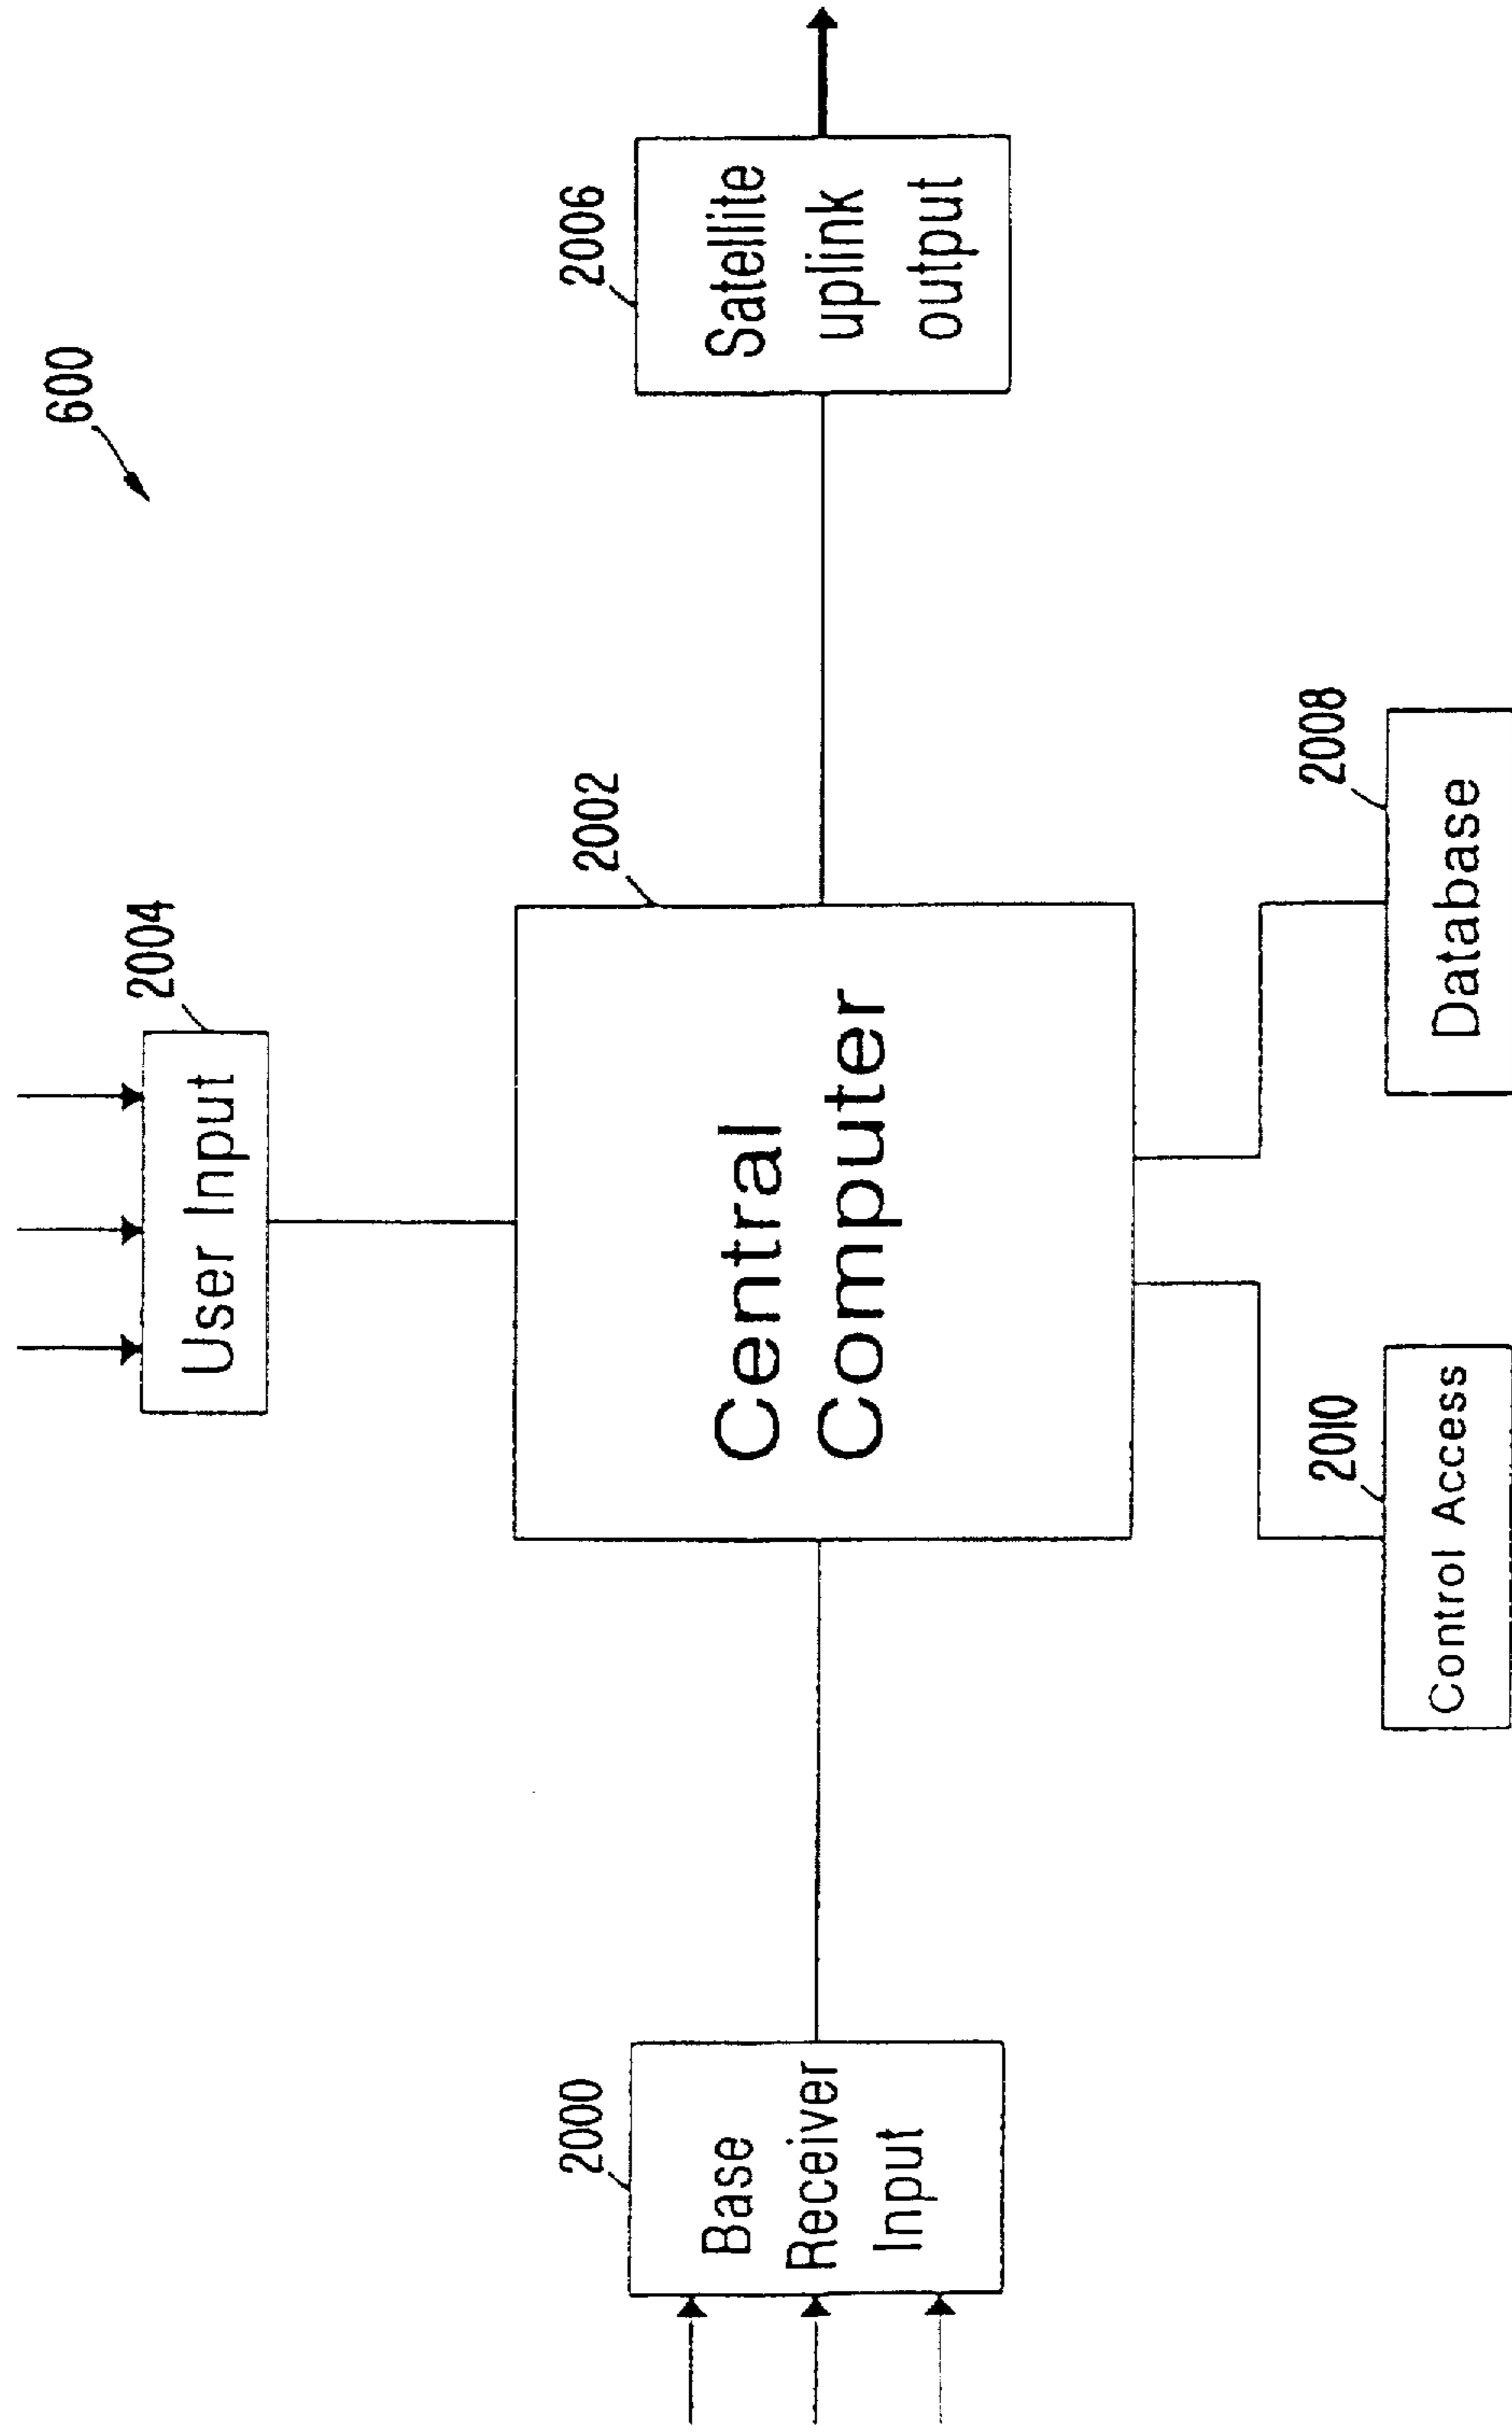 600
2004
User Input
2000
Base
Receiver
Input
2002
Central
Computer
2006
Satellite
uplink
output
2010
Control Access
2008
Database